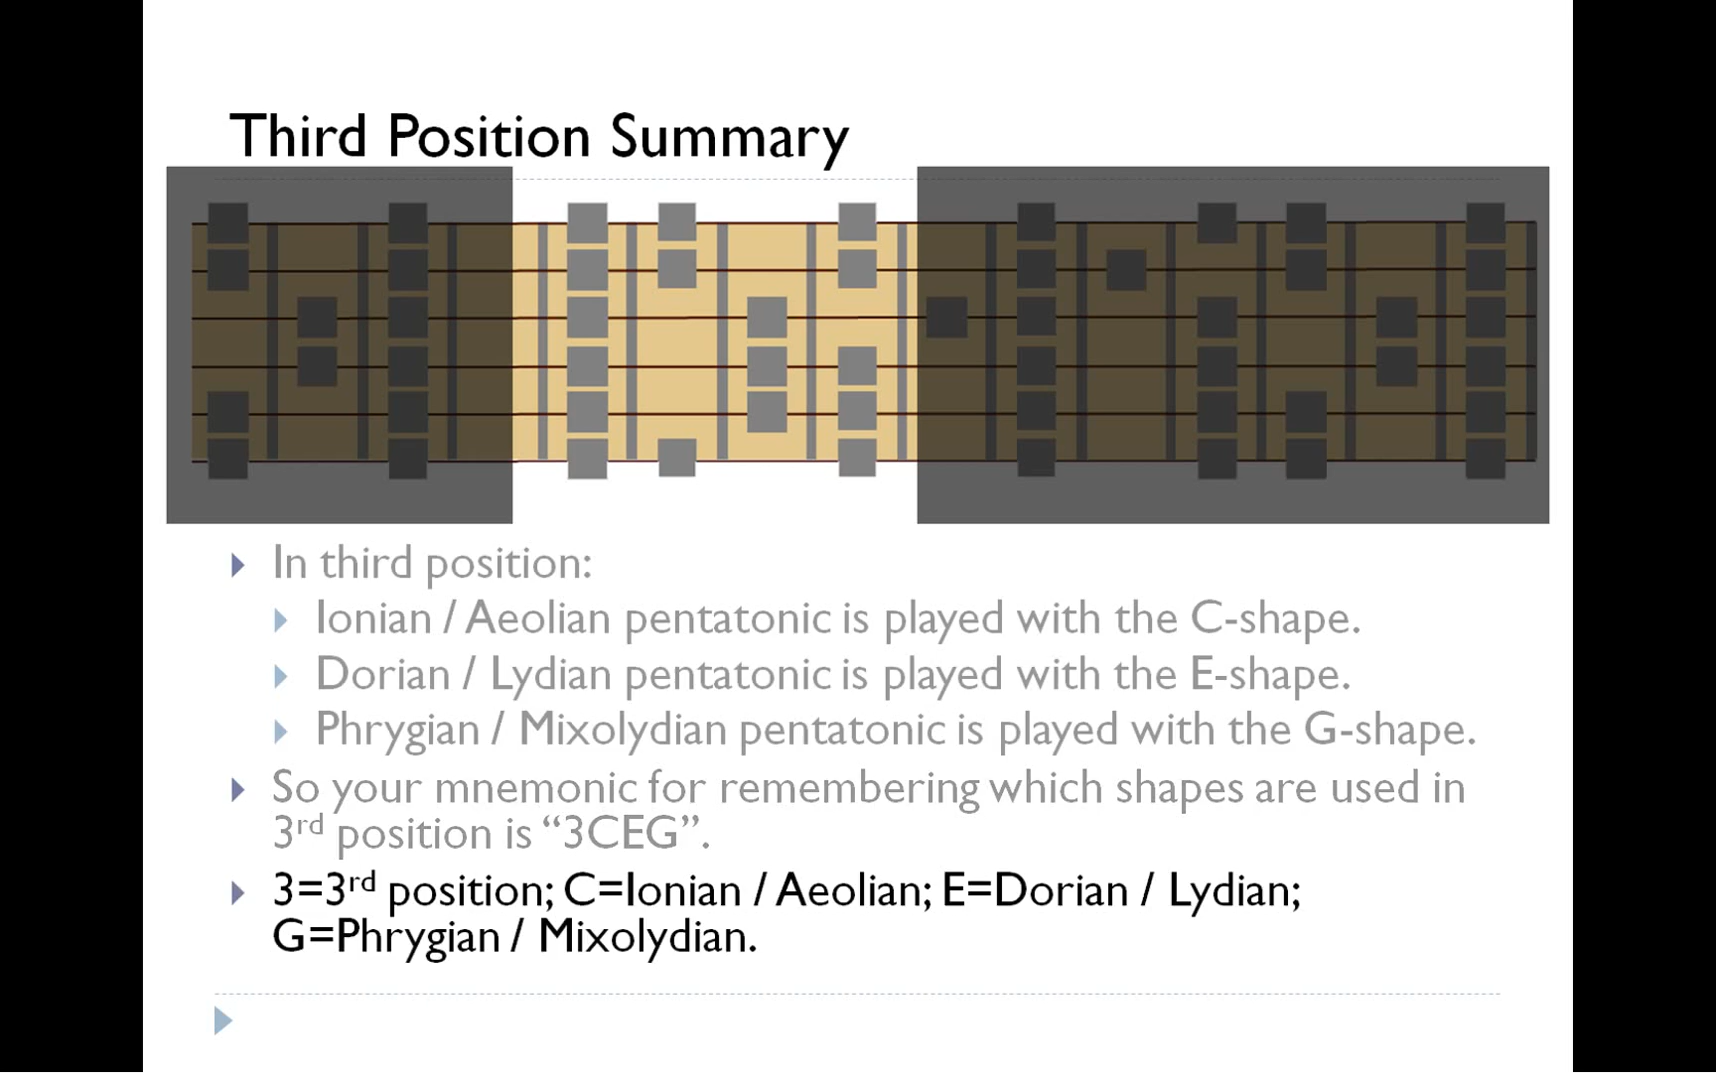 Third Position Summary
In third position:
Ionian / Aeolian pentatonic is played with the C-shape.
Dorian / Lydian pentatonic is played with the E-shape.
Phrygian / Mixolydian pentatonic is played with the G-shape.
So your mnemonic for remembering which shapes are used in
3rd position is “3CEG”.
3=3rd position; C=Ionian / Aeolian; E=Dorian / Lydian;
G=Phrygian / Mixolydian.